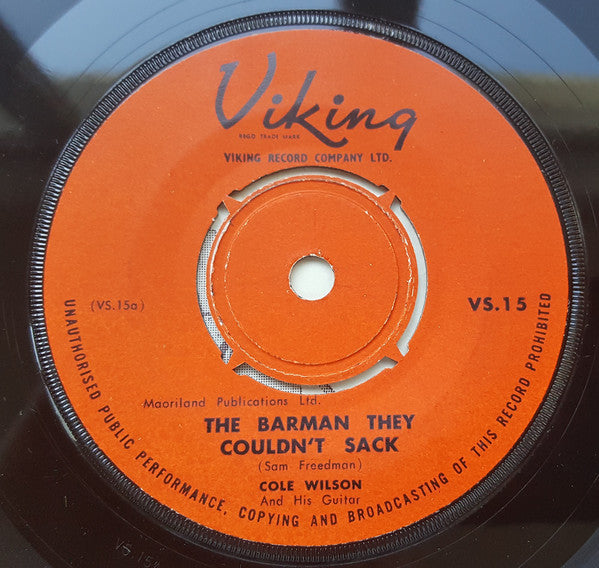 Viking
REGD TRADE MARK
VIKING RECORD COMPANY LTD.
(VS.15a)
VS.15
Maoriland Publications Ltd.
THE BARMAN THEY
COULDN'T SACK
(Sam Freedman)
COLE WILSON
And His Guitar
UNAUTHORISED PUBLIC PERFORMANCE, COPYING AND BROADCASTING OF THIS RECORD PROHIBITED